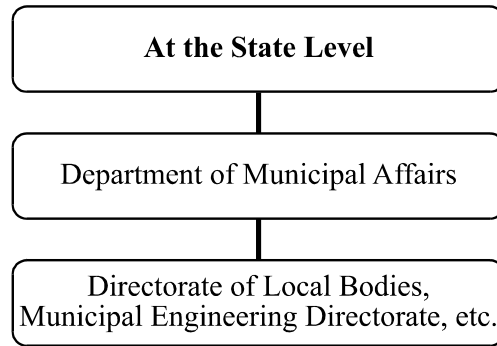 At the State Level
Department of Municipal Affairs
Directorate of Local Bodies,
Municipal Engineering Directorate, etc.